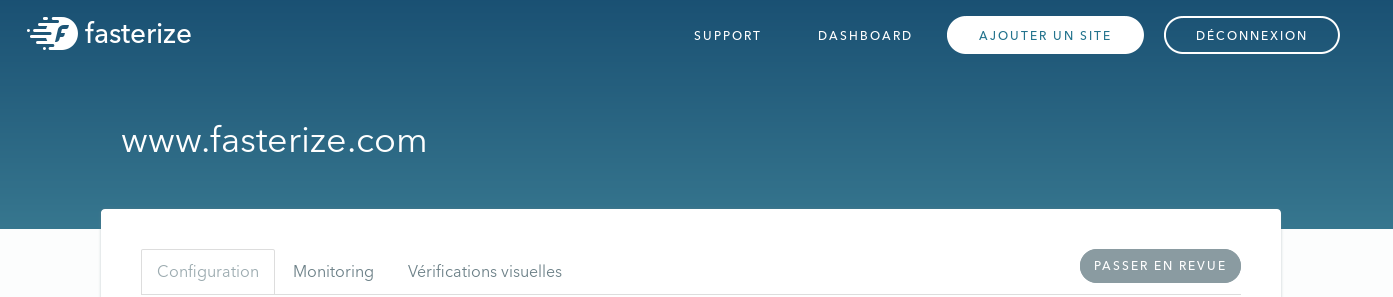 fasterize
SUPPORT
DASHBOARD
AJOUTER UN SITE
DÉCONNEXION
www.fasterize.com
Configuration
Monitoring
Vérifications visuelles
PASSER EN REVUE